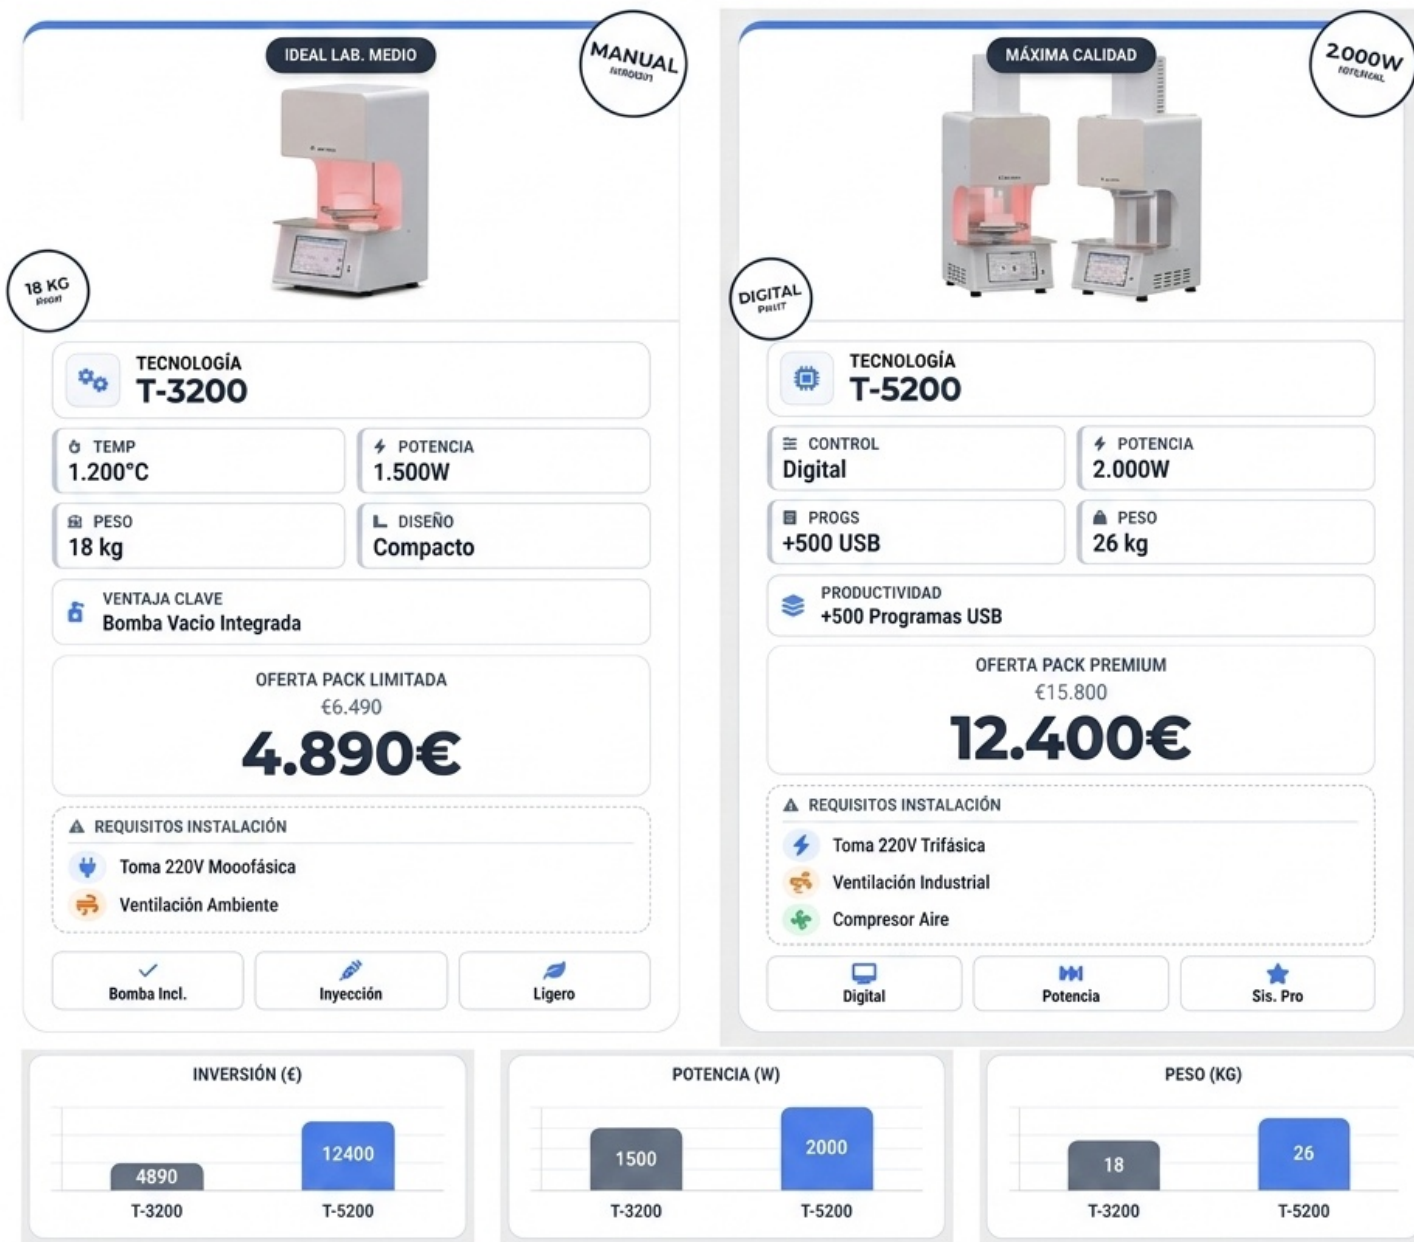 IDEAL LAB. MEDIO
MANUAL
18 KG
TECNOLOGÍA
T-3200
TEMP
1.200°C
POTENCIA
1.500W
PESO
18 kg
DISEÑO
Compacto
VENTAJA CLAVE
Bomba Vacio Integrada
OFERTA PACK LIMITADA
€6.490
4.890€
REQUISITOS INSTALACIÓN
Toma 220V Mooofásica
Ventilación Ambiente
Bomba Incl.
Inyección
Ligero
MÁXIMA CALIDAD
2.000W
DIGITAL
TECNOLOGÍA
T-5200
CONTROL
Digital
POTENCIA
2.000W
PROGS
+500 USB
PESO
26 kg
PRODUCTIVIDAD
+500 Programas USB
OFERTA PACK PREMIUM
€15.800
12.400€
REQUISITOS INSTALACIÓN
Toma 220V Trifásica
Ventilación Industrial
Compresor Aire
Digital
Potencia
Sis. Pro
INVERSIÓN (€)
4890
12400
T-3200
T-5200
POTENCIA (W)
1500
2000
T-3200
T-5200
PESO (KG)
18
26
T-3200
T-5200